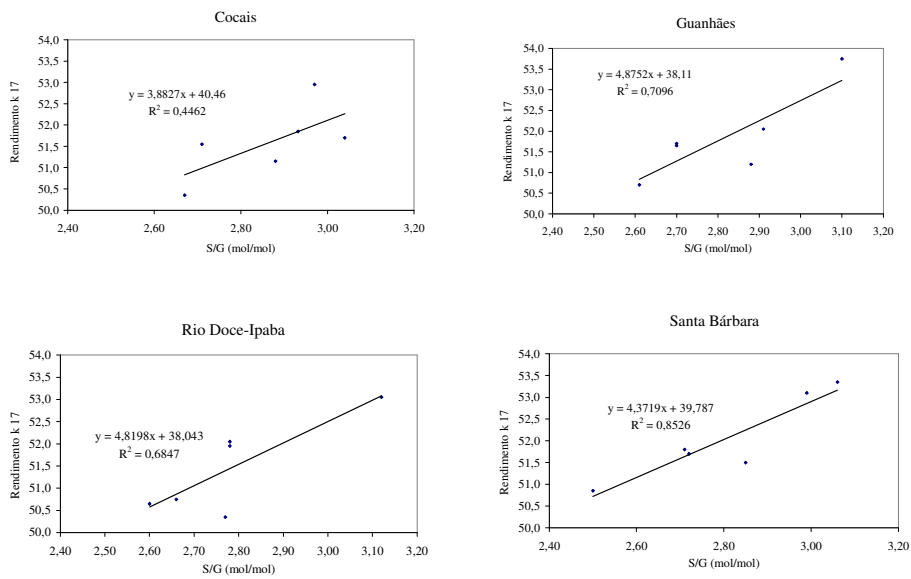 Cocais
54,0
53,5
53,0
52,5
52,0
51,5
51,0
50,5
50,0
Rendimento k 17
y = 3,8827x + 40,46
R² = 0,4462
2,40 2,60 2,80 3,00 3,20
S/G (mol/mol)
Guanhães
54,0
53,5
53,0
52,5
52,0
51,5
51,0
50,5
50,0
Rendimento k 17
y = 4,8752x + 38,11
R² = 0,7096
2,40 2,50 2,60 2,70 2,80 2,90 3,00 3,10 3,20
S/G (mol/mol)
Rio Doce-Ipaba
54,0
53,5
53,0
52,5
52,0
51,5
51,0
50,5
50,0
Rendimento k 17
y = 4,8198x + 38,043
R² = 0,6847
2,40 2,50 2,60 2,70 2,80 2,90 3,00 3,10 3,20
S/G (mol/mol)
Santa Bárbara
54,0
53,5
53,0
52,5
52,0
51,5
51,0
50,5
50,0
Rendimento k 17
y = 4,3719x + 39,787
R² = 0,8526
2,40 2,60 2,80 3,00 3,20
S/G (mol/mol)